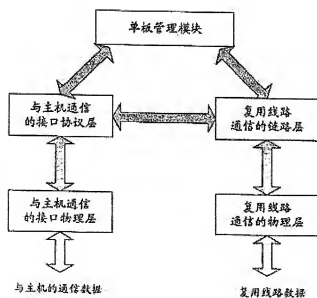 单板管理模块
与主机通信
的接口协议层
复用线路
通信的链路层
与主机通信
的接口物理层
复用线路
通信的物理层
与主机的通信数据
复用线路数据